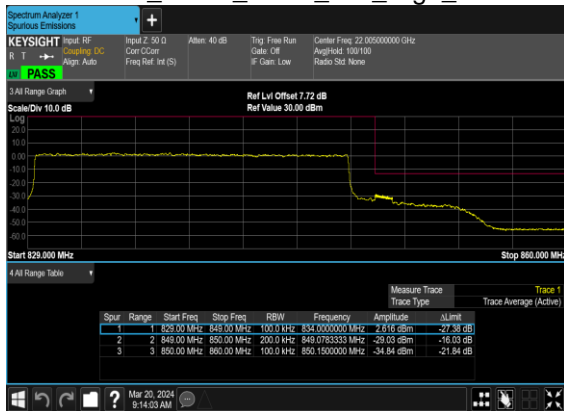 Spectrum Analyzer 1
Spurious Emissions
KEYSIGHT Input: RF Input Z: 50 Ω Atten: 40 dB Trig: Free Run Center Freq: 22.005000000 GHz
R T Coupling: DC Corr CCorr Gate: Off Avg|Hold: 100/100
Align: Auto Freq Ref: Int (S) IF Gain: Low Radio Std: None
PASS
3 All Range Graph
Ref Lvl Offset 7.72 dB
Scale/Div 10.0 dB Ref Value 30.00 dBm
Log
20.0
10.0
0.00
-10.0
-20.0
-30.0
-40.0
-50.0
-60.0
Start 829.000 MHz Stop 860.000 MHz
4 All Range Table
Measure Trace Trace 1
Trace Type Trace Average (Active)
Spur Range Start Freq Stop Freq RBW Frequency Amplitude ΔLimit
1 1 829.00 MHz 849.00 MHz 100.0 kHz 834.0000000 MHz 2.616 dBm -27.38 dB
2 2 849.00 MHz 850.00 MHz 200.0 kHz 849.0783333 MHz -29.03 dBm -16.03 dB
3 3 850.00 MHz 860.00 MHz 100.0 kHz 850.1500000 MHz -34.84 dBm -21.84 dB
? Mar 20, 2024
9:14:03 AM